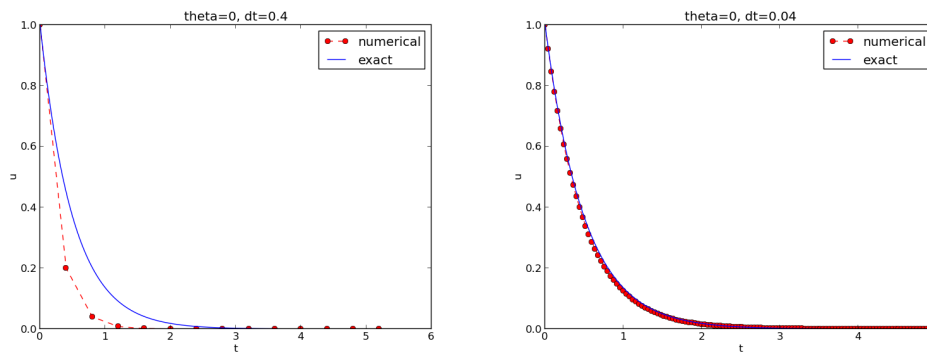 theta=0, dt=0.4
1.0
0.8
0.6
0.4
0.2
0.0
u
0 1 2 3 4 5 6
t
numerical
exact
theta=0, dt=0.04
1.0
0.8
0.6
0.4
0.2
0.0
u
0 1 2 3 4
t
numerical
exact